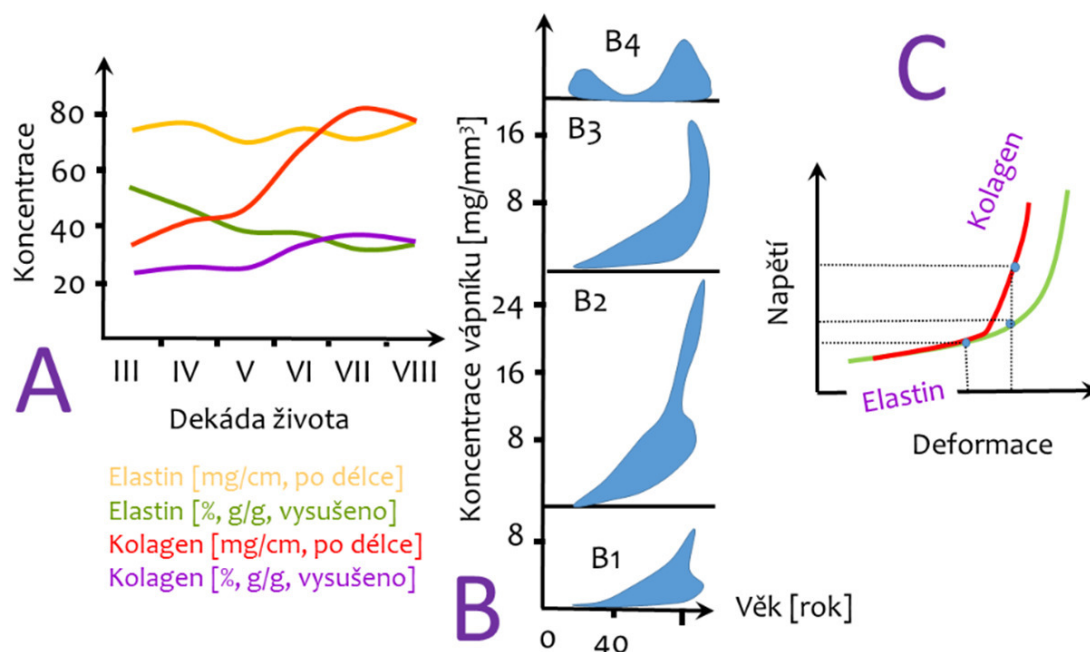 A
Koncentrace
80
60
40
20
III IV V VI VII VIII
Dekáda života
Elastin [mg/cm, po délce]
Elastin [%, g/g, vysušeno]
Kolagen [mg/cm, po délce]
Kolagen [%, g/g, vysušeno]
B
Koncentrace vápníku [mg/mm³]
B4
B3
16
8
B2
24
16
8
B1
8
0 40
Věk [rok]
C
Napětí
Kolagen
Elastin
Deformace